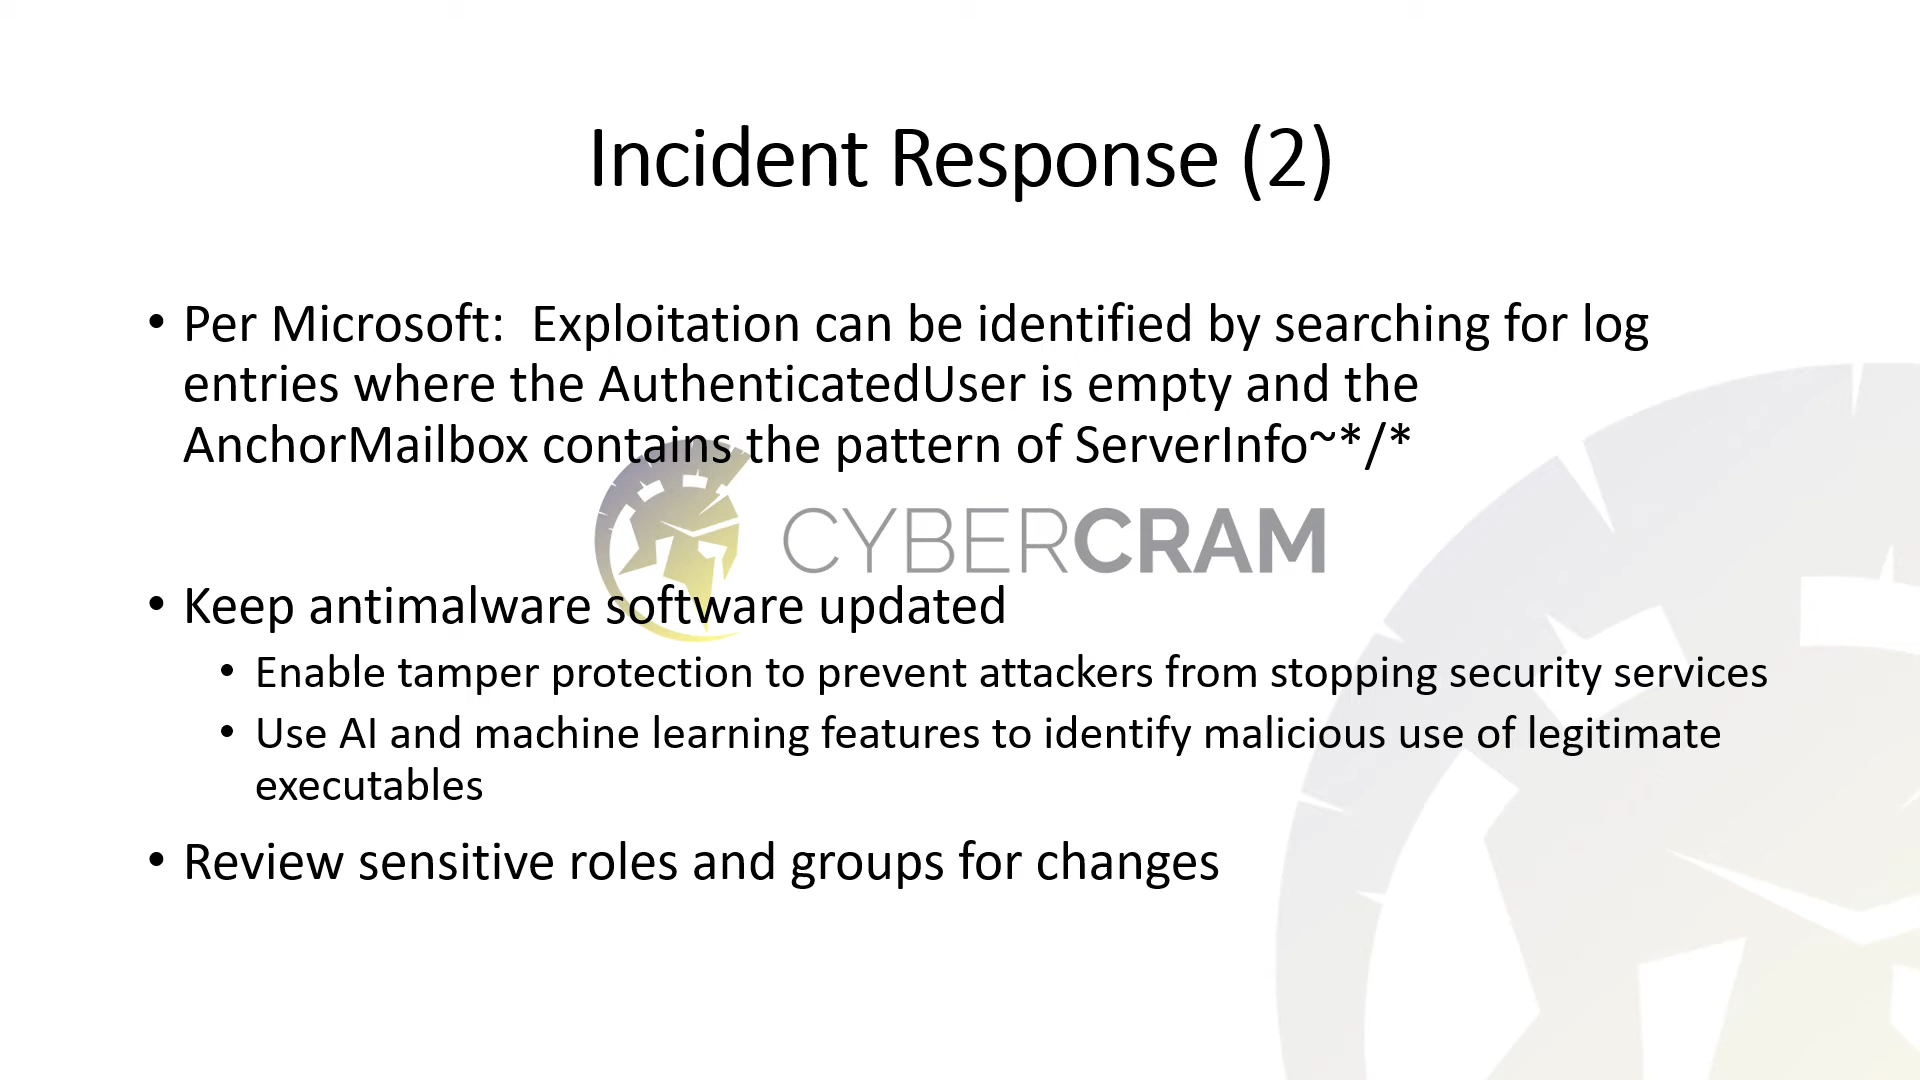 Incident Response (2)
• Per Microsoft:  Exploitation can be identified by searching for log
entries where the AuthenticatedUser is empty and the
AnchorMailbox contains the pattern of ServerInfo~*/*
CYBERCRAM
• Keep antimalware software updated
• Enable tamper protection to prevent attackers from stopping security services
• Use AI and machine learning features to identify malicious use of legitimate
executables
• Review sensitive roles and groups for changes